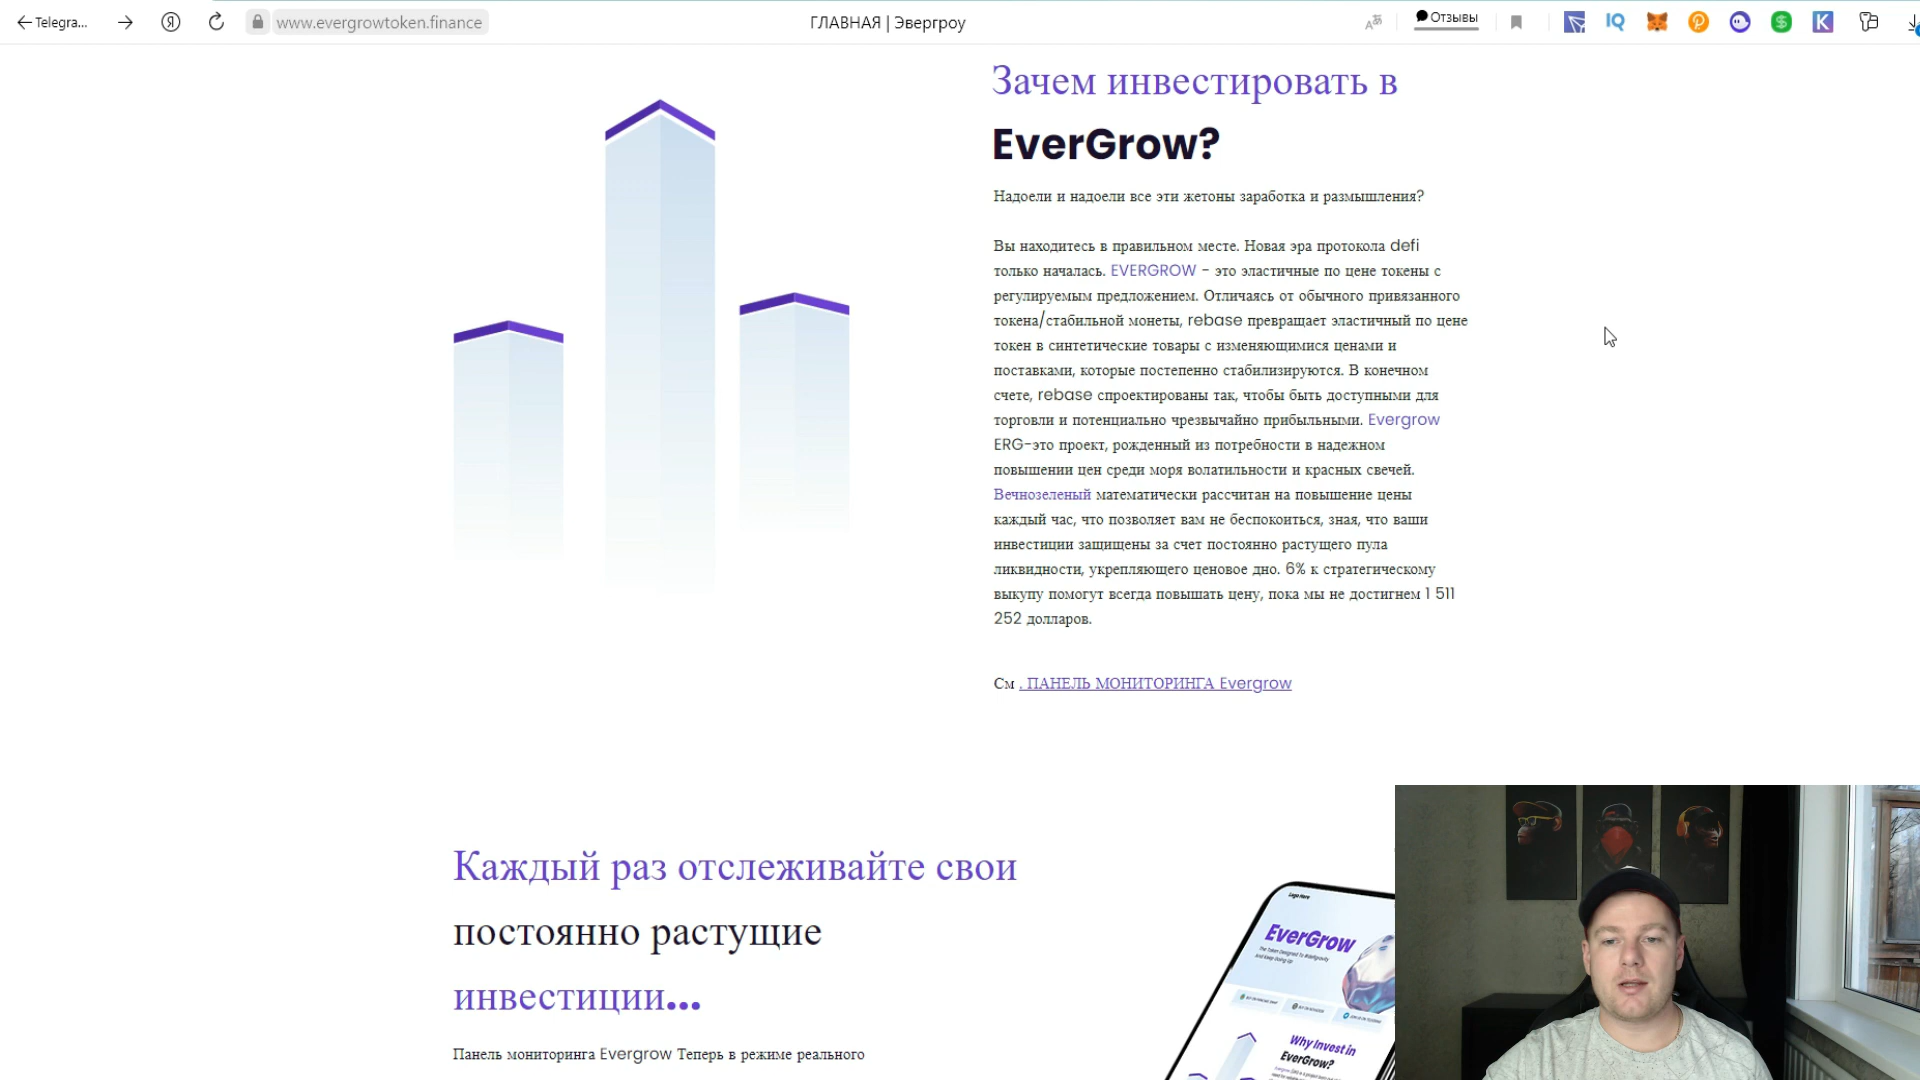 Telegra...
www.evergrowtoken.finance
ГЛАВНАЯ | Эвергроу
Отзывы
Зачем инвестировать в
EverGrow?
Надоели и надоели все эти жетоны заработка и размышления?
Вы находитесь в правильном месте. Новая эра протокола defi
только началась. EVERGROW - это эластичные по цене токены с
регулируемым предложением. Отличаясь от обычного привязанного
токена/стабильной монеты, rebase превращает эластичный по цене
токен в синтетические товары с изменяющимися ценами и
поставками, которые постепенно стабилизируются. В конечном
счете, rebase спроектированы так, чтобы быть доступными для
торговли и потенциально чрезвычайно прибыльными. Evergrow
ERG-это проект, рожденный из потребности в надежном
повышении цен среди моря волатильности и красных свечей.
Вечнозеленый математически рассчитан на повышение цены
каждый час, что позволяет вам не беспокоиться, зная, что ваши
инвестиции защищены за счет постоянно растущего пула
ликвидности, укрепляющего ценовое дно. 6% к стратегическому
выкупу помогут всегда повышать цену, пока мы не достигнем 1 511
252 долларов.
См . ПАНЕЛЬ МОНИТОРИНГА Evergrow
Каждый раз отслеживайте свои
постоянно растущие
инвестиции...
Панель мониторинга Evergrow Теперь в режиме реального
Logo Here
EverGrow
Why Invest in
EverGrow?